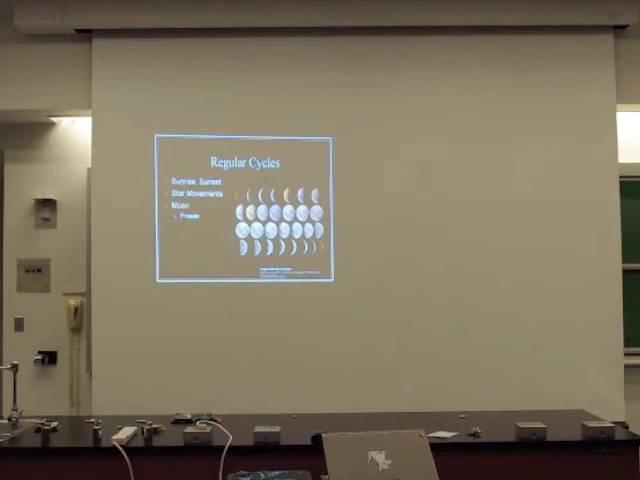 Regular Cycles
Sunrise, Sunset
Star Movements
Moon
Phases